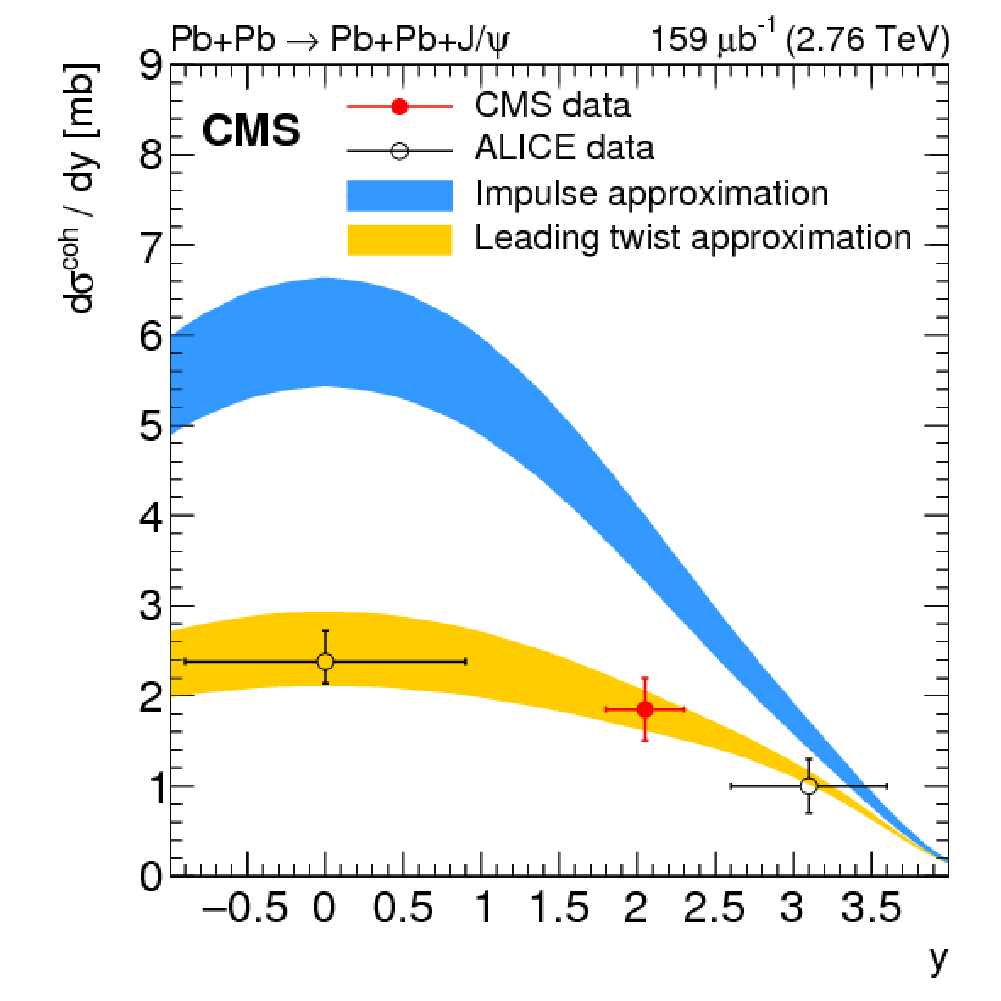 Pb+Pb → Pb+Pb+J/ψ 159 μb⁻¹ (2.76 TeV)
dσᶜᵒʰ / dy [mb]
CMS
CMS data
ALICE data
Impulse approximation
Leading twist approximation
9
8
7
6
5
4
3
2
1
0
−0.5 0 0.5 1 1.5 2 2.5 3 3.5
y